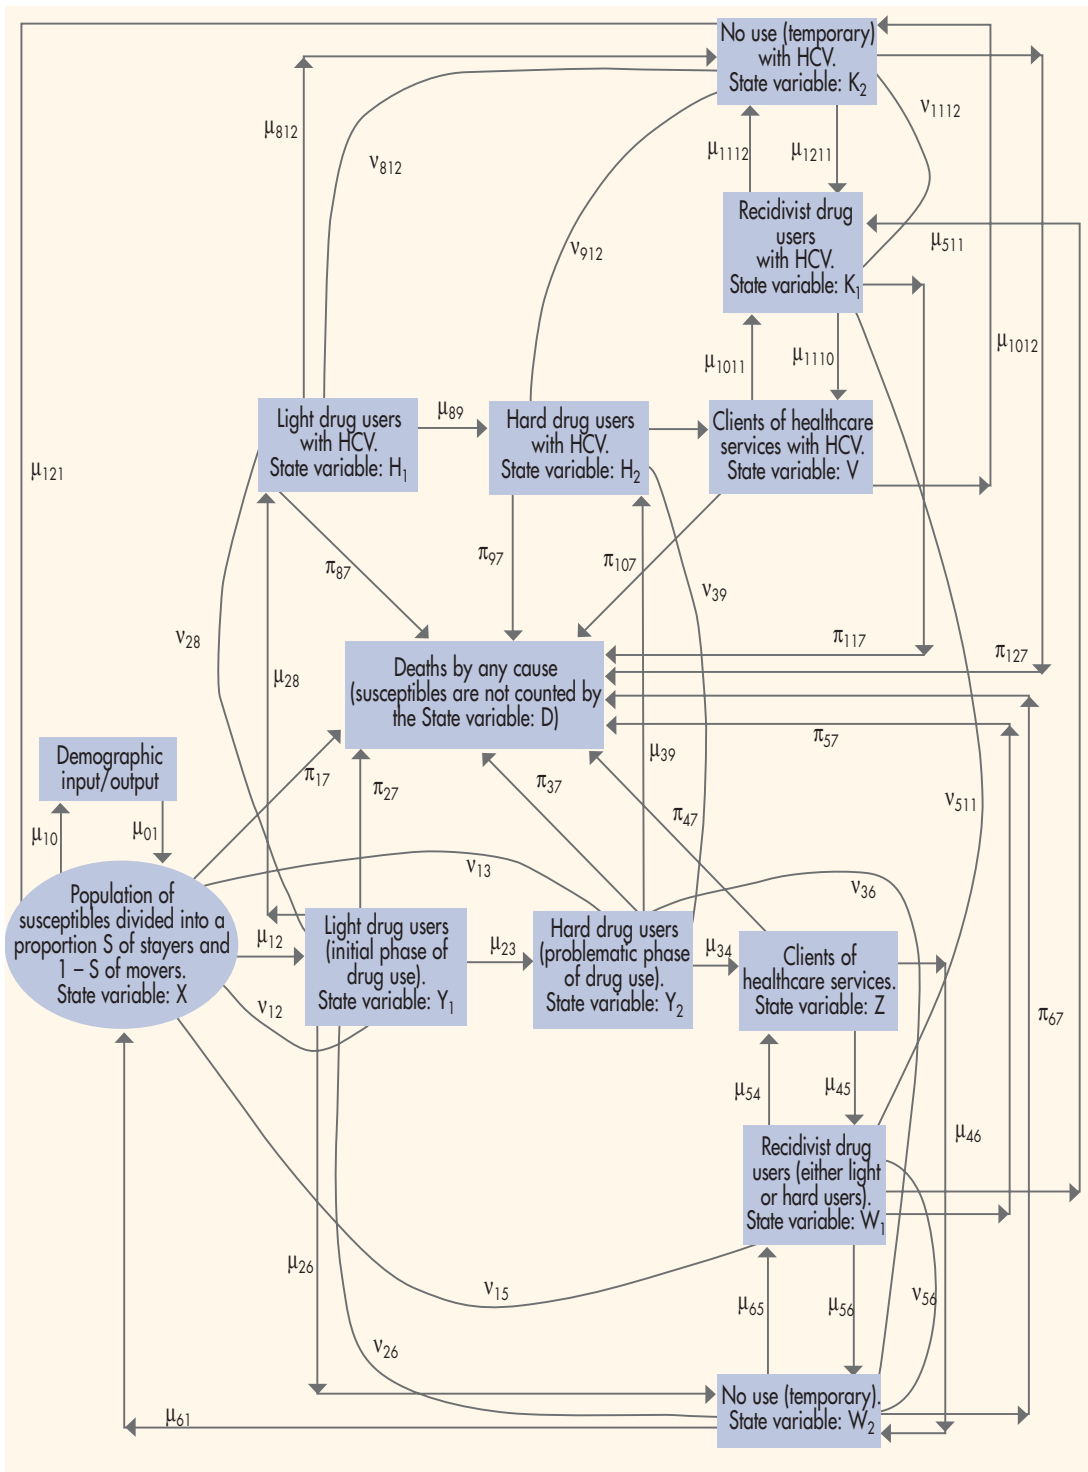 No use (temporary)
with HCV.
State variable: K2
ν1112
μ812
ν812
μ1112
μ1211
Recidivist drug
users
with HCV.
State variable: K1
μ511
ν912
μ1012
μ1011
μ1110
Light drug users
with HCV.
State variable: H1
μ89
Hard drug users
with HCV.
State variable: H2
Clients of healthcare
services with HCV.
State variable: V
μ121
π87
π97
π107
ν39
ν28
μ28
π117
π127
Deaths by any cause
(susceptibles are not counted by
the State variable: D)
π57
μ39
Demographic
input/output
π17
π27
π37
π47
ν511
μ10
μ01
ν13
ν36
Population of
susceptibles divided into a
proportion S of stayers and
1 – S of movers.
State variable: X
μ12
ν12
Light drug users
(initial phase of
drug use).
State variable: Y1
μ23
Hard drug users
(problematic phase
of drug use).
State variable: Y2
μ34
Clients of
healthcare services.
State variable: Z
π67
μ54
μ45
μ46
Recidivist drug
users (either light
or hard users).
State variable: W1
μ26
ν15
μ65
μ56
ν56
ν26
No use (temporary).
State variable: W2
μ61